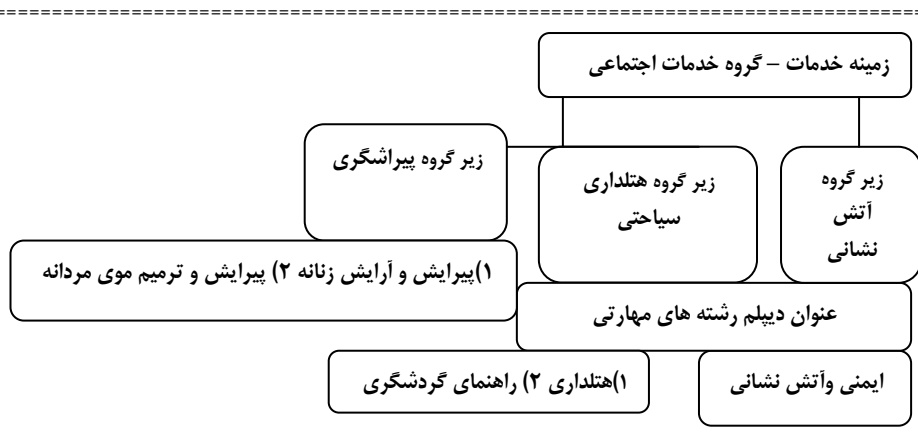 زمینه خدمات – گروه خدمات اجتماعی
زیر گروه
آتش
نشانی
زیر گروه هتلداری
سیاحتی
زیر گروه پیراشگری
۱)پیرایش و آرایش زنانه ۲) پیرایش و ترمیم موی مردانه
عنوان دیپلم رشته های مهارتی
ایمنی وآتش نشانی
۱)هتلداری ۲) راهنمای گردشگری